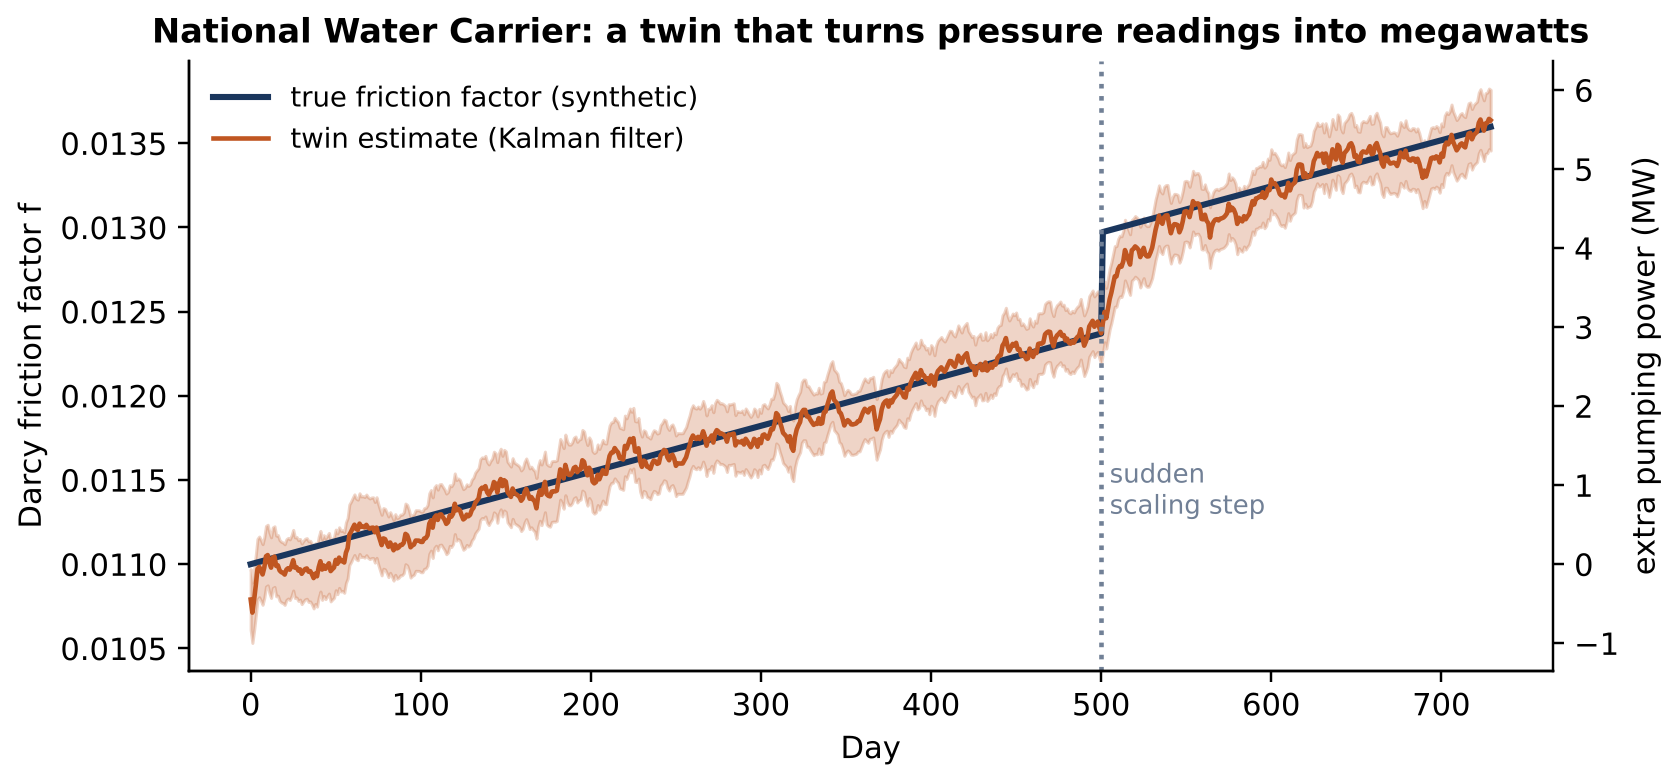 National Water Carrier: a twin that turns pressure readings into megawatts
true friction factor (synthetic)
twin estimate (Kalman filter)
Darcy friction factor f
0.0135
0.0130
0.0125
0.0120
0.0115
0.0110
0.0105
6
5
4
3
2
1
0
−1
extra pumping power (MW)
sudden
scaling step
0 100 200 300 400 500 600 700
Day